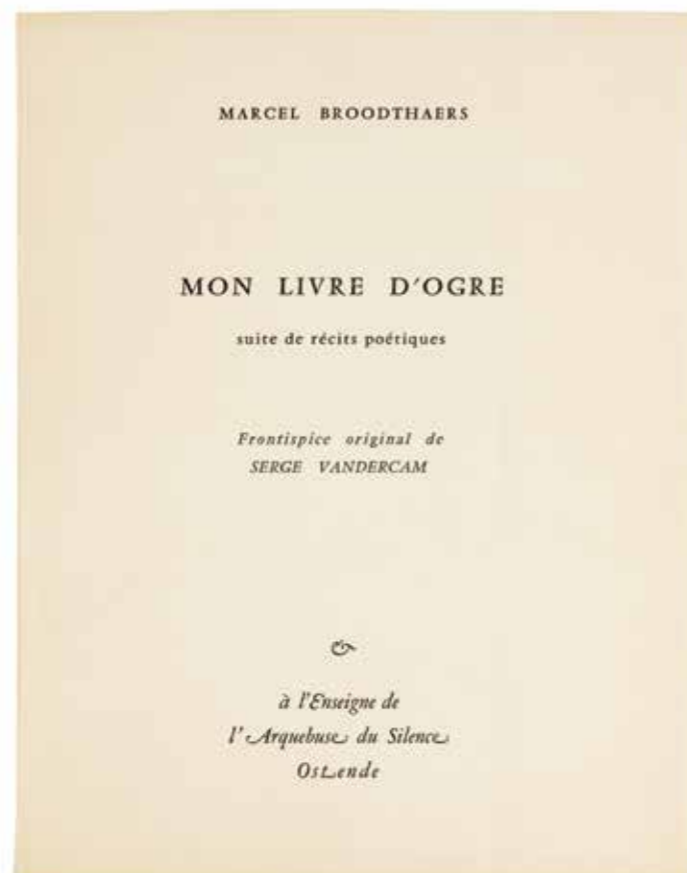 MARCEL BROODTHAERS
MON LIVRE D'OGRE
suite de récits poétiques
Frontispice original de
SERGE VANDERCAM
&
à l'Enseigne de
l'Arquebuse du Silence
Ostende